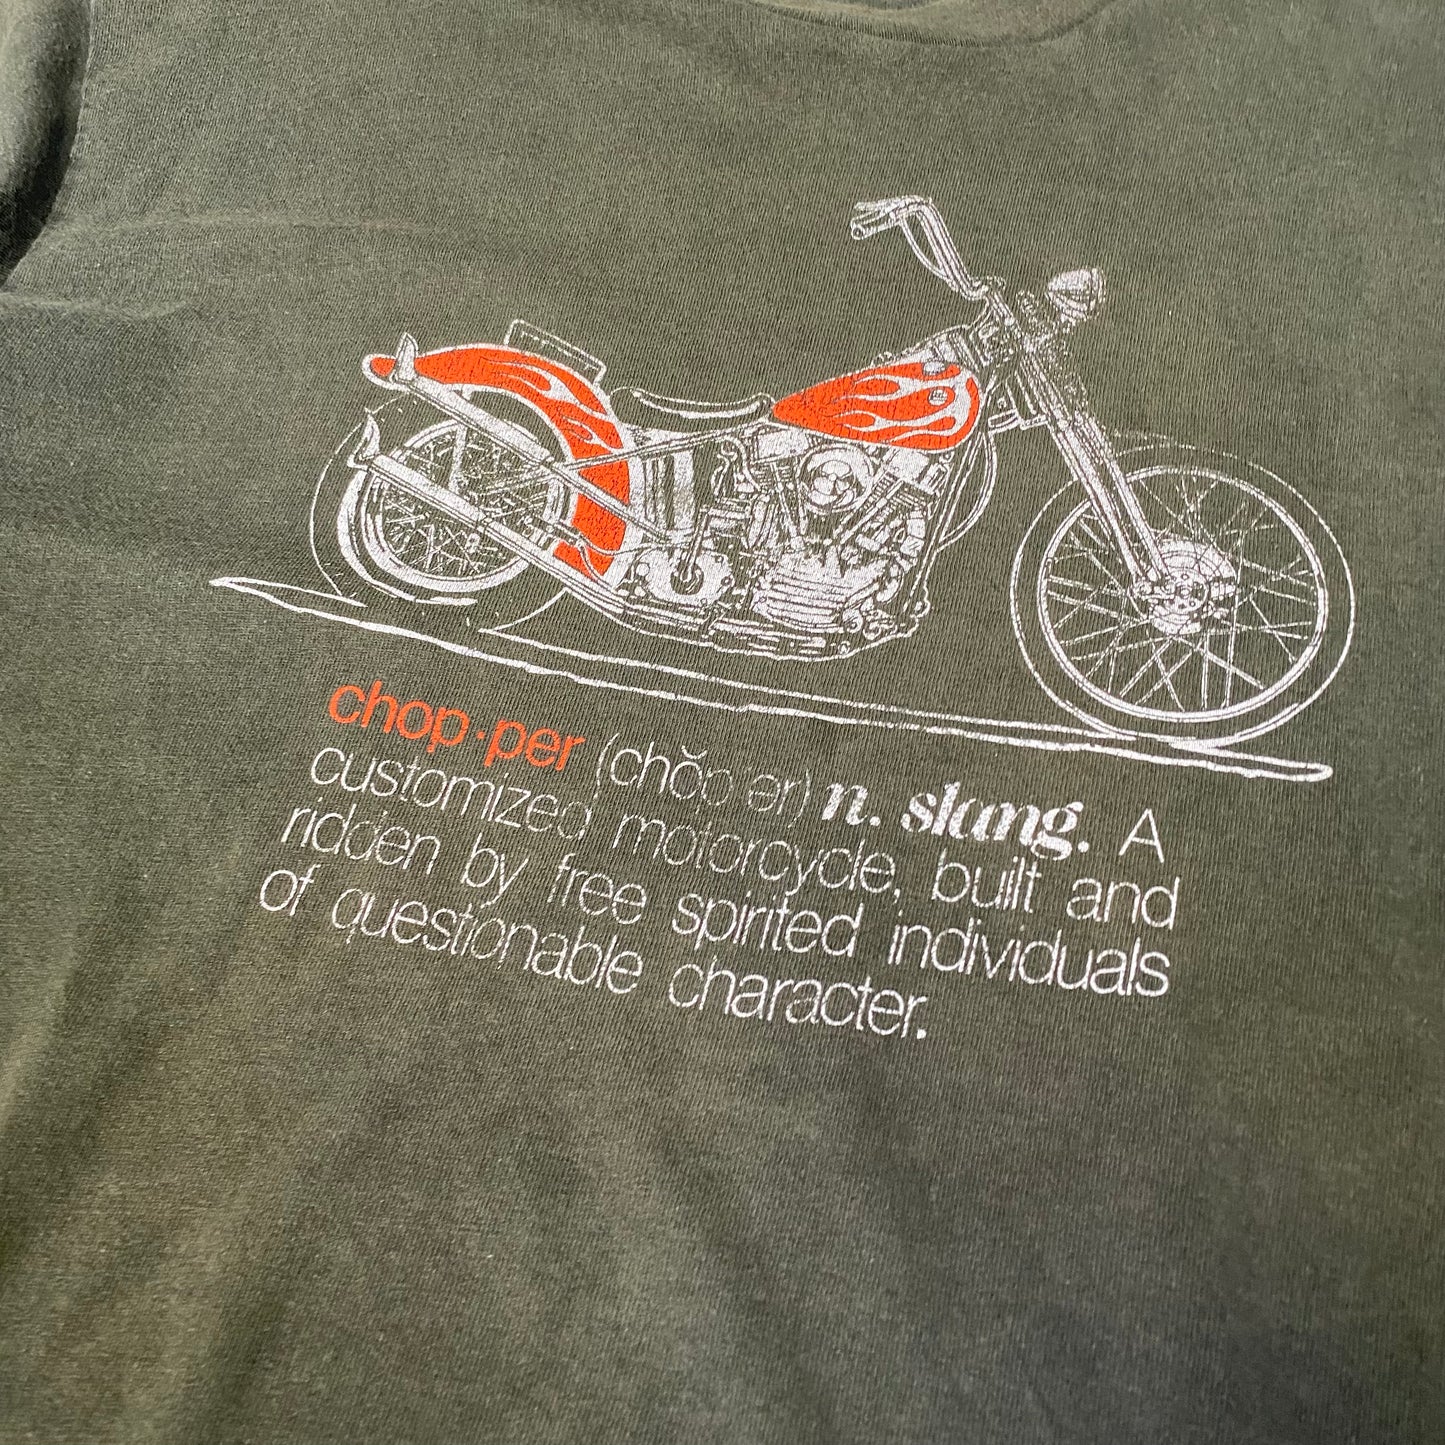 chop·per (chŏp ər) n. slang. A
customized motorcycle, built and
ridden by free spirited individuals
of questionable character.